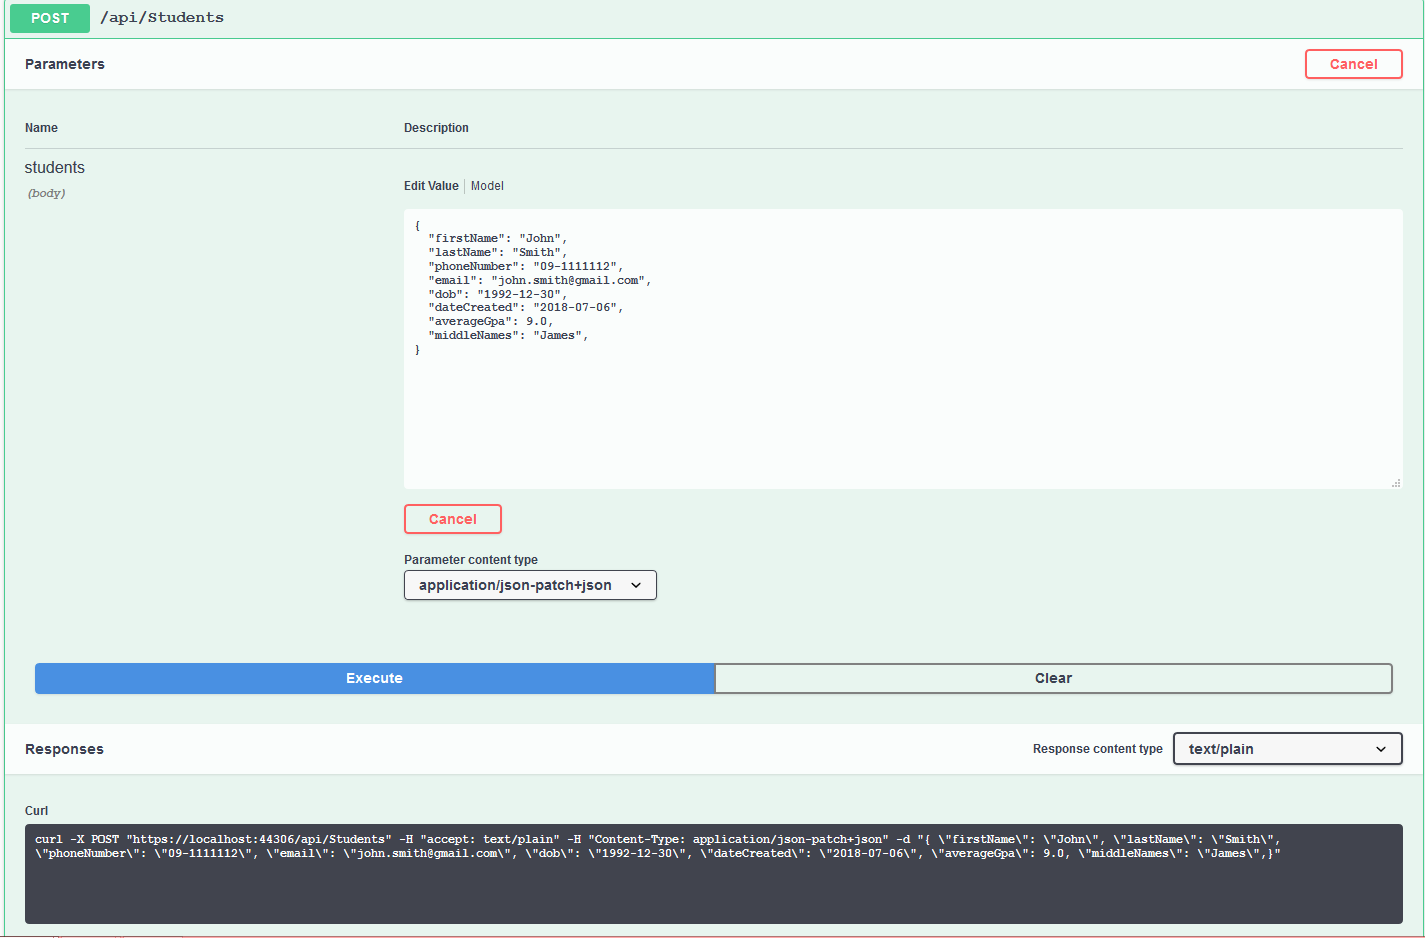 POST /api/Students
Parameters Cancel
Name Description
students
(body)
Edit Value Model
{
"firstName": "John",
"lastName": "Smith",
"phoneNumber": "09-1111112",
"email": "john.smith@gmail.com",
"dob": "1992-12-30",
"dateCreated": "2018-07-06",
"averageGpa": 9.0,
"middleNames": "James",
}
Cancel
Parameter content type
application/json-patch+json
Execute Clear
Responses Response content type text/plain
Curl
curl -X POST "https://localhost:44306/api/Students" -H "accept: text/plain" -H "Content-Type: application/json-patch+json" -d "{ \"firstName\": \"John\", \"lastName\": \"Smith\",
\"phoneNumber\": \"09-1111112\", \"email\": \"john.smith@gmail.com\", \"dob\": \"1992-12-30\", \"dateCreated\": \"2018-07-06\", \"averageGpa\": 9.0, \"middleNames\": \"James\",}"